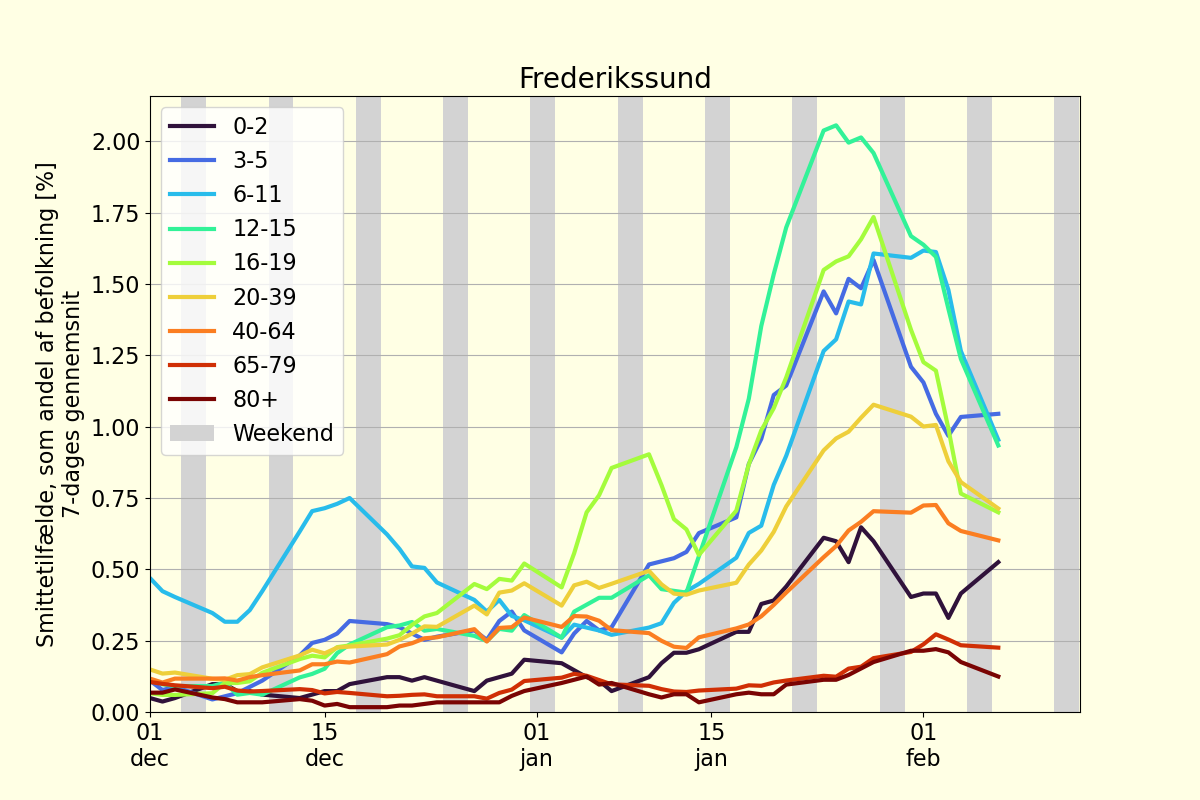 Frederikssund
Smittetilfælde, som andel af befolkning [%]
7-dages gennemsnit
2.00
1.75
1.50
1.25
1.00
0.75
0.50
0.25
0.00
0-2
3-5
6-11
12-15
16-19
20-39
40-64
65-79
80+
Weekend
01
dec
15
dec
01
jan
15
jan
01
feb